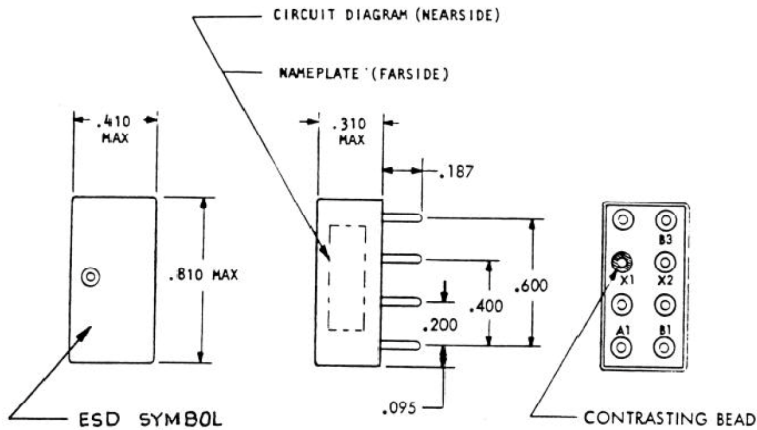 CIRCUIT DIAGRAM (NEARSIDE)
NAMEPLATE (FARSIDE)
.410
MAX
.310
MAX
.187
.810 MAX
.600
.400
.200
.095
B3
X1 X2
A1 B1
ESD SYMBOL
CONTRASTING BEAD